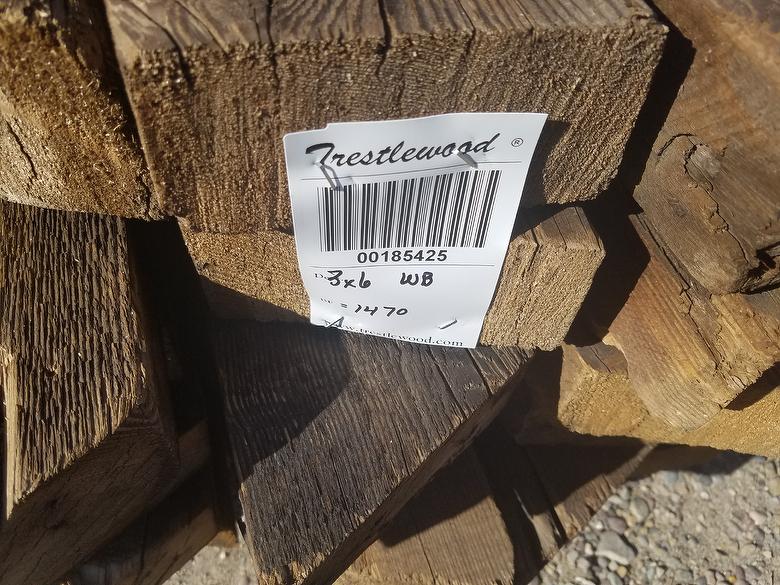 Trestlewood ®
00185425
3x6 WB
= 1470
www.trestlewood.com